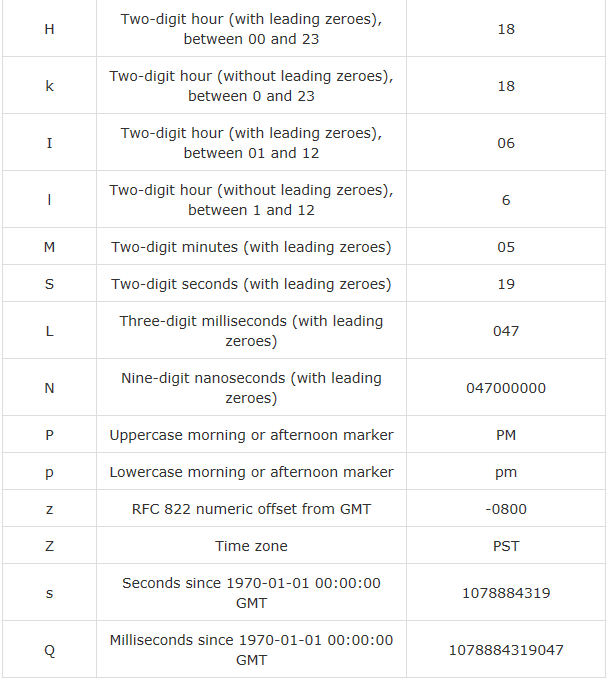 H
Two-digit hour (with leading zeroes),
between 00 and 23
18
k
Two-digit hour (without leading zeroes),
between 0 and 23
18
I
Two-digit hour (with leading zeroes),
between 01 and 12
06
l
Two-digit hour (without leading zeroes),
between 1 and 12
6
M
Two-digit minutes (with leading zeroes)
05
S
Two-digit seconds (with leading zeroes)
19
L
Three-digit milliseconds (with leading
zeroes)
047
N
Nine-digit nanoseconds (with leading
zeroes)
047000000
P
Uppercase morning or afternoon marker
PM
p
Lowercase morning or afternoon marker
pm
z
RFC 822 numeric offset from GMT
-0800
Z
Time zone
PST
s
Seconds since 1970-01-01 00:00:00
GMT
1078884319
Q
Milliseconds since 1970-01-01 00:00:00
GMT
1078884319047